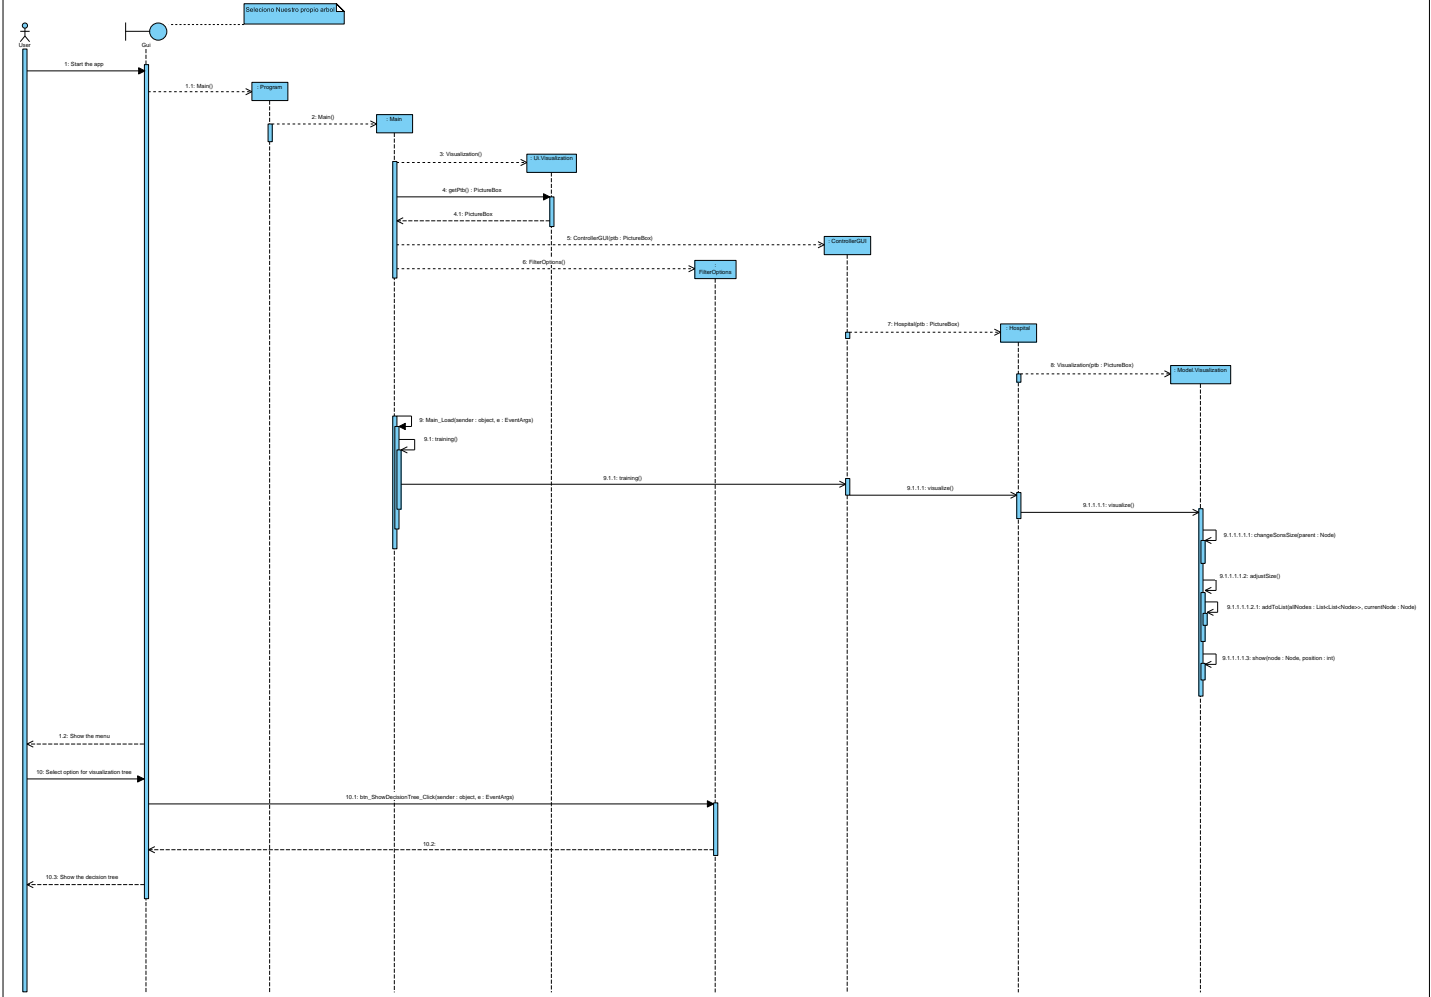 Seleciono Nuestro propio arbol
User
Gui
1: Start the app
1.1: Main()
: Program
2: Main()
: Main
3: Visualization()
: Ui.Visualization
4: getPtb() : PictureBox
4.1: PictureBox
5: ControllerGUI(ptb : PictureBox)
: ControllerGUI
6: FilterOptions()
:
FilterOptions
7: Hospital(ptb : PictureBox)
: Hospital
8: Visualization(ptb : PictureBox)
: Model.Visualization
9: Main_Load(sender : object, e : EventArgs)
9.1: training()
9.1.1: training()
9.1.1.1: visualize()
9.1.1.1.1: visualize()
9.1.1.1.1.1: changeSonsSize(parent : Node)
9.1.1.1.1.2: adjustSize()
9.1.1.1.1.2.1: addToList(allNodes : List<List<Node>>, currentNode : Node)
9.1.1.1.1.3: show(node : Node, position : int)
1.2: Show the menu
10: Select option for visualization tree
10.1: btn_ShowDecisionTree_Click(sender : object, e : EventArgs)
10.2:
10.3: Show the decision tree